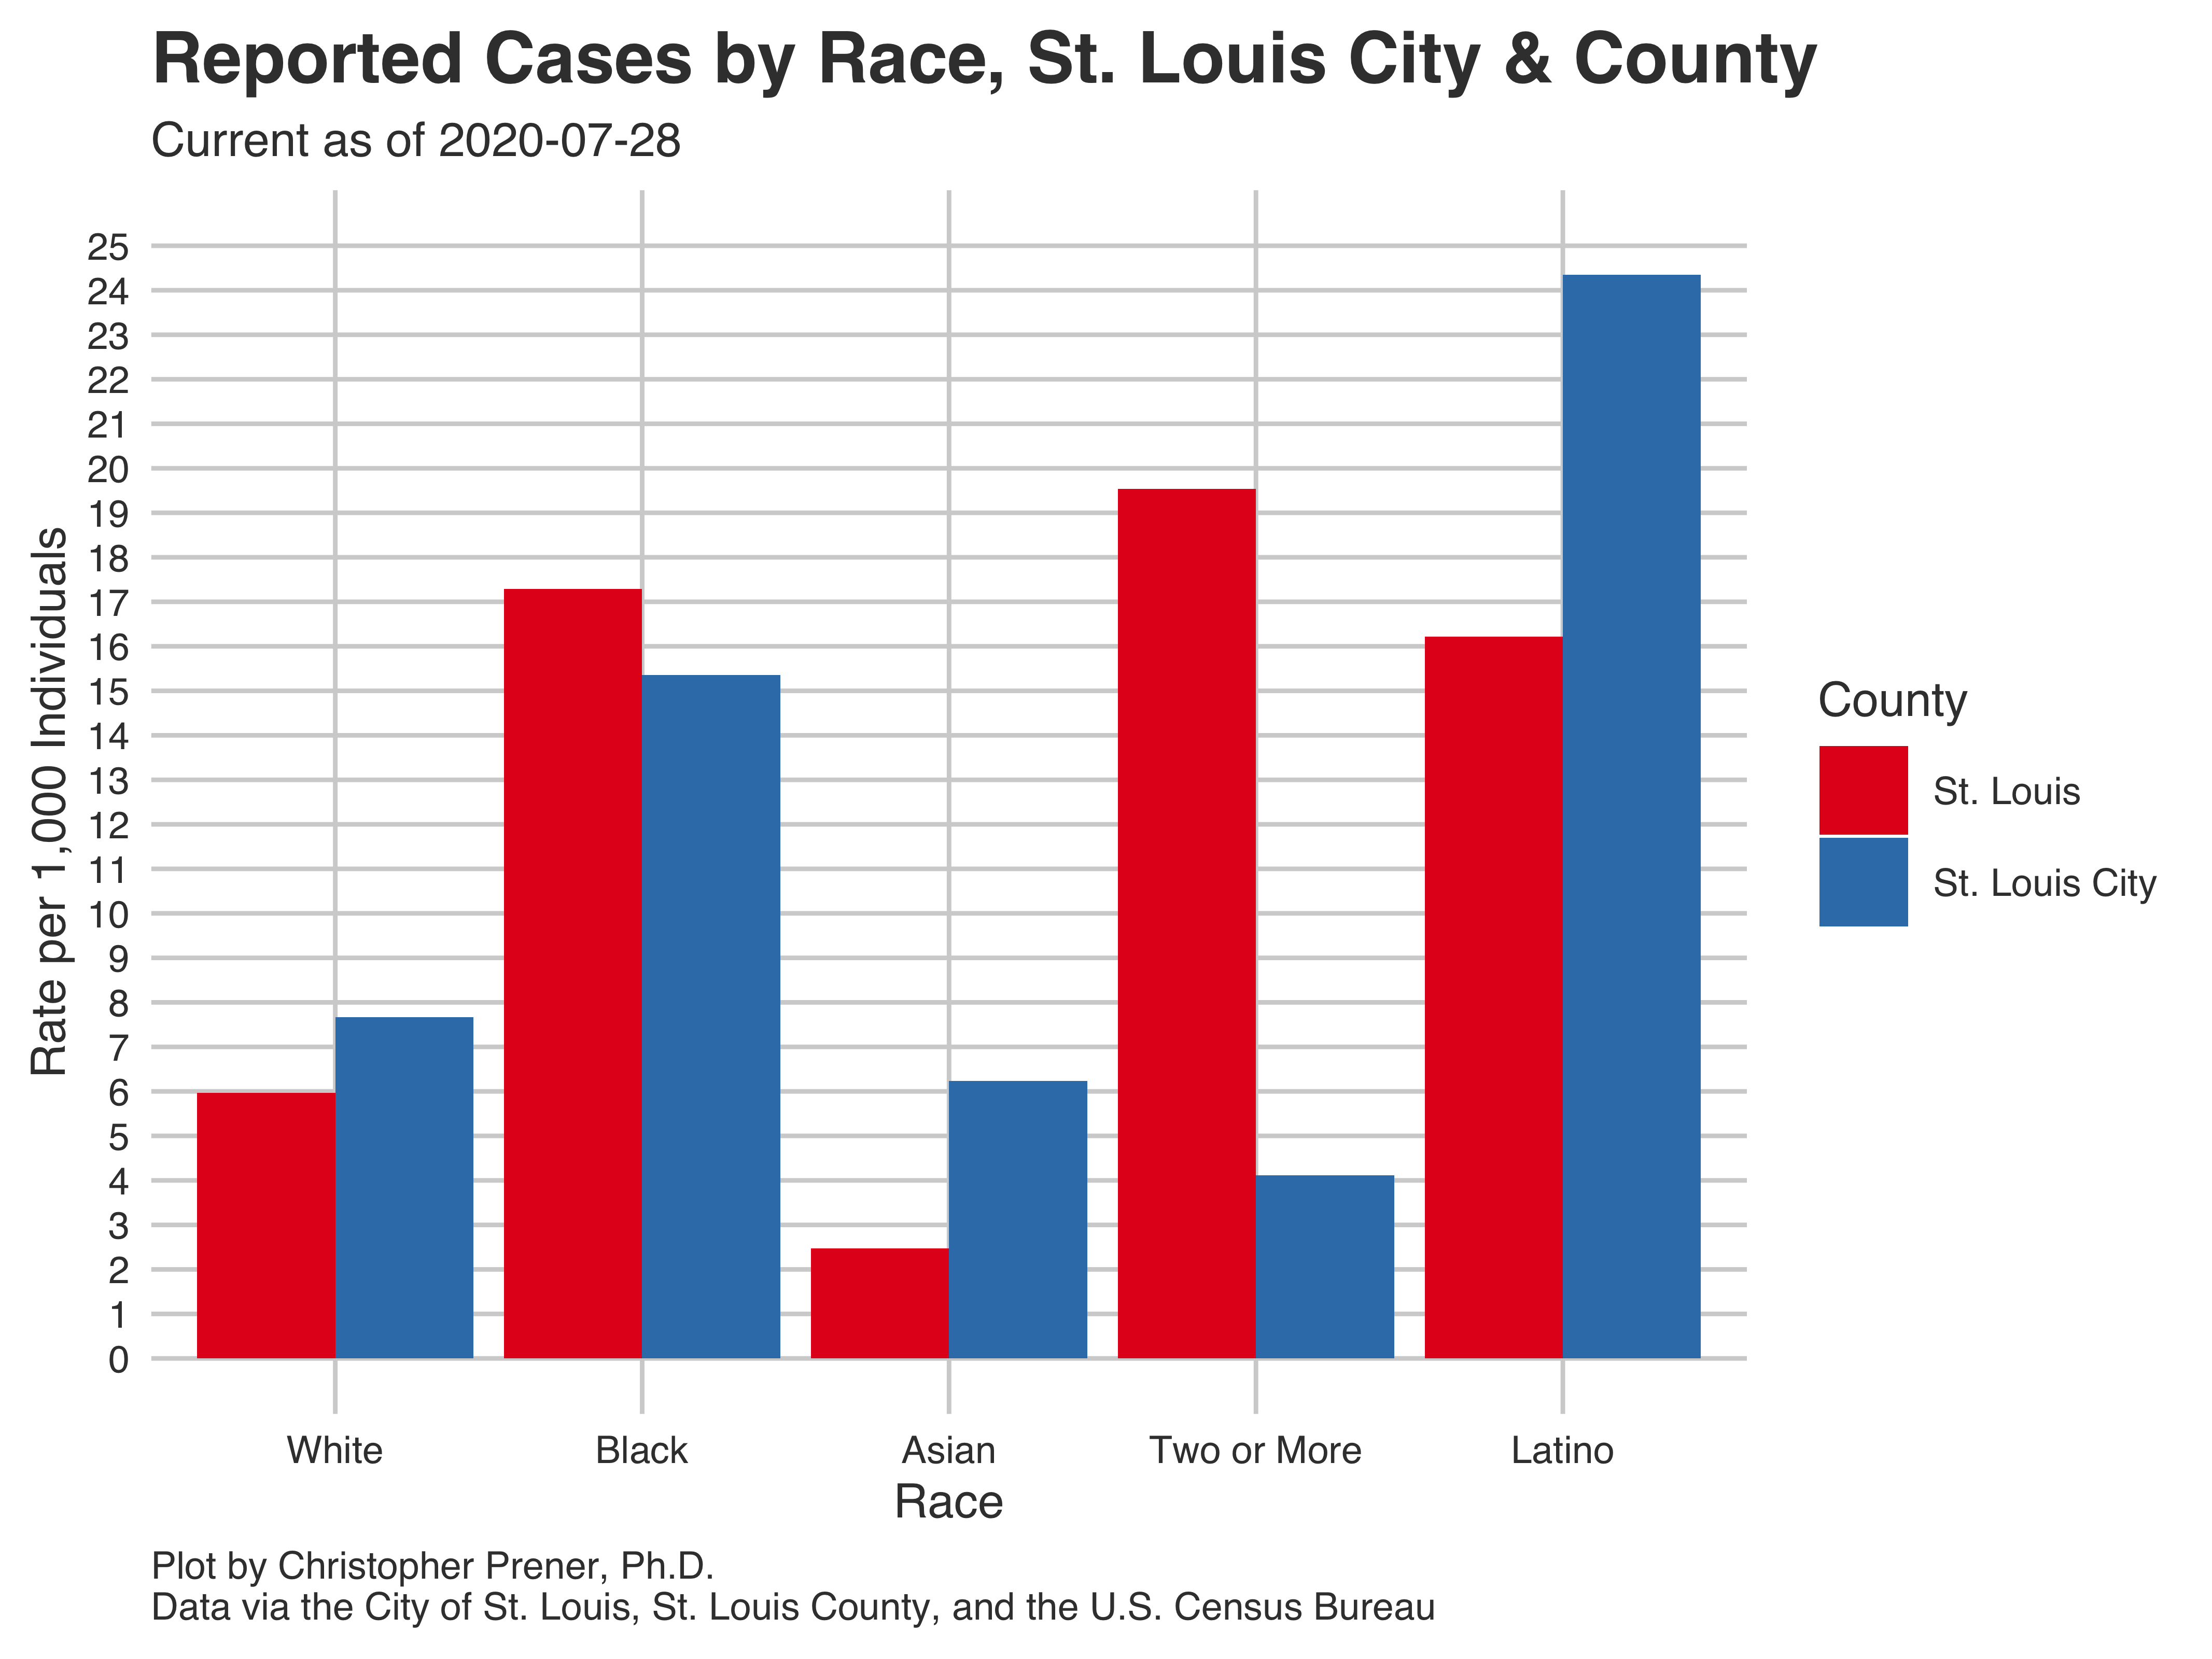 Reported Cases by Race, St. Louis City & County
Current as of 2020-07-28
Rate per 1,000 Individuals
25
24
23
22
21
20
19
18
17
16
15
14
13
12
11
10
9
8
7
6
5
4
3
2
1
0
White Black Asian Two or More Latino
Race
County
St. Louis
St. Louis City
Plot by Christopher Prener, Ph.D.
Data via the City of St. Louis, St. Louis County, and the U.S. Census Bureau